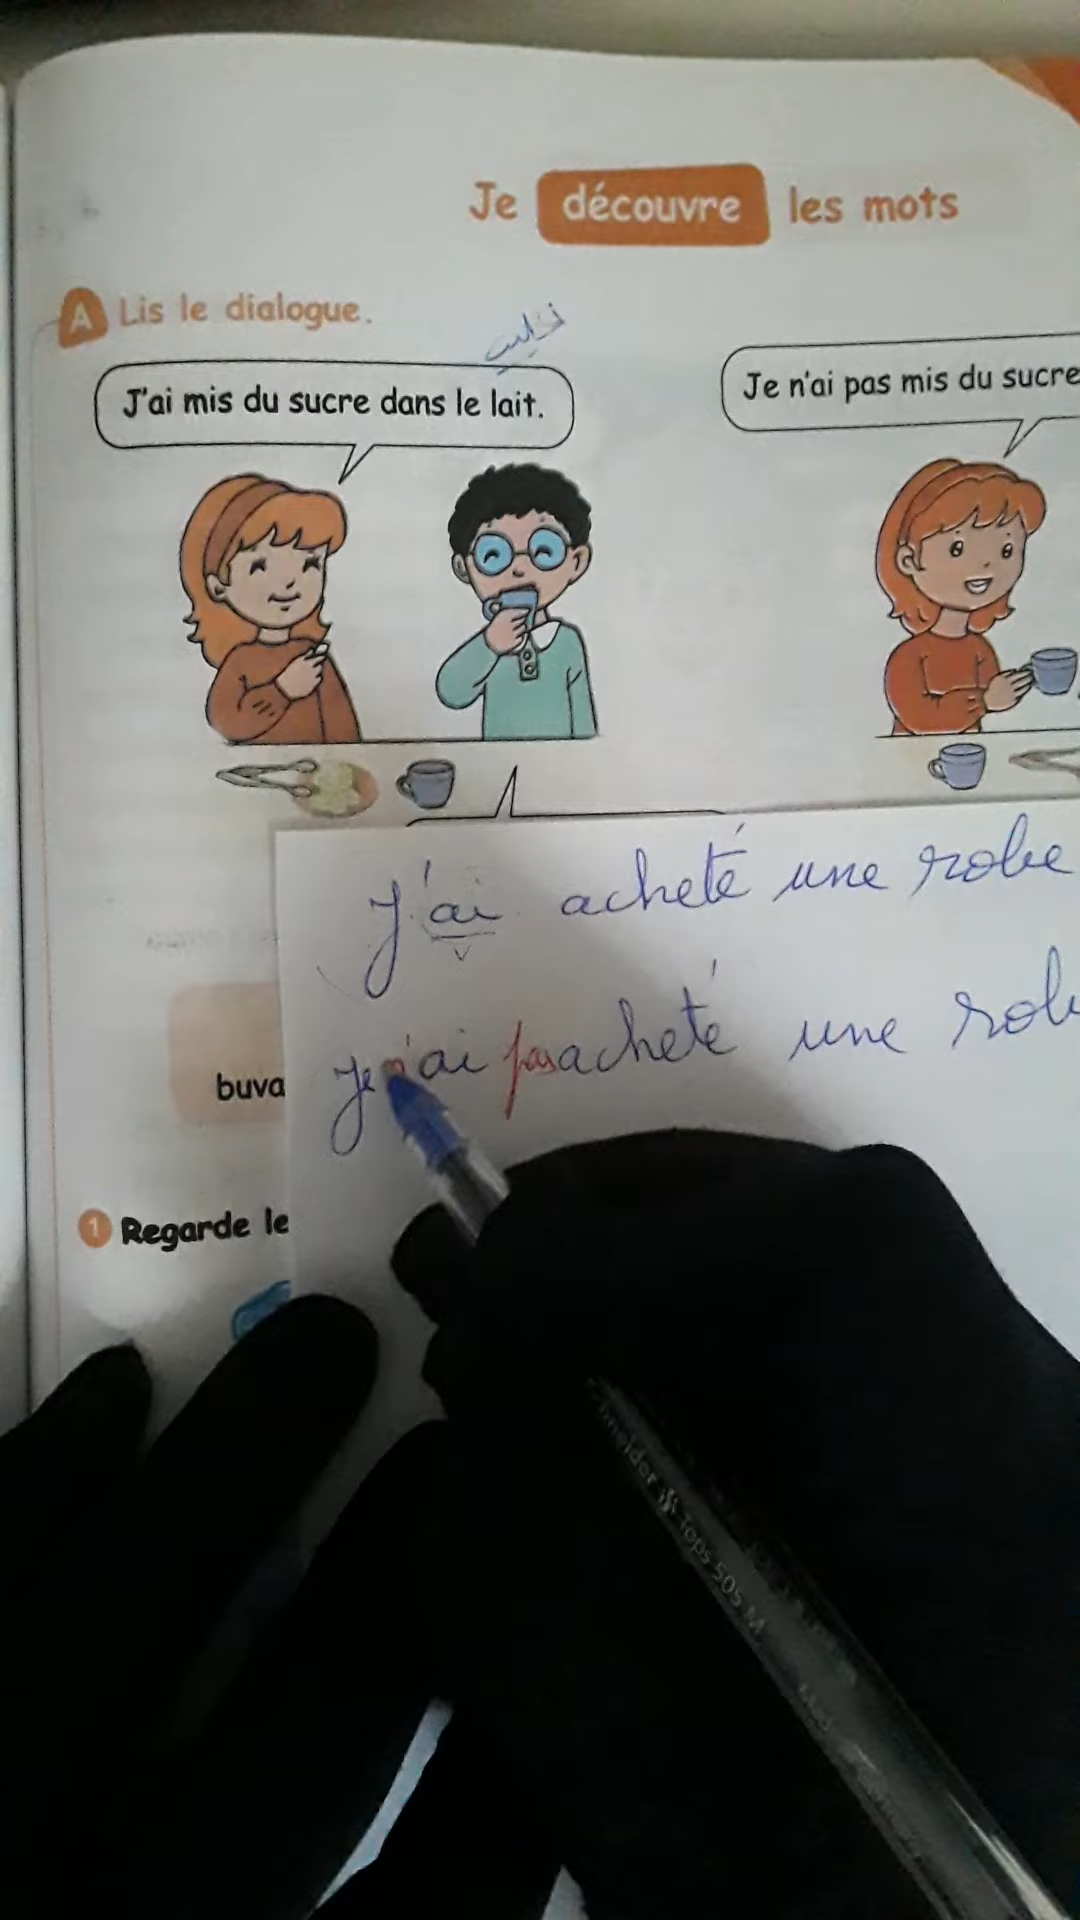 Je découvre les mots
A Lis le dialogue.
J'ai mis du sucre dans le lait.
Je n'ai pas mis du sucre
j'ai acheté une robe
je n'ai pas acheté une rob
buva
1 Regarde le
Schneider Tops 505 M